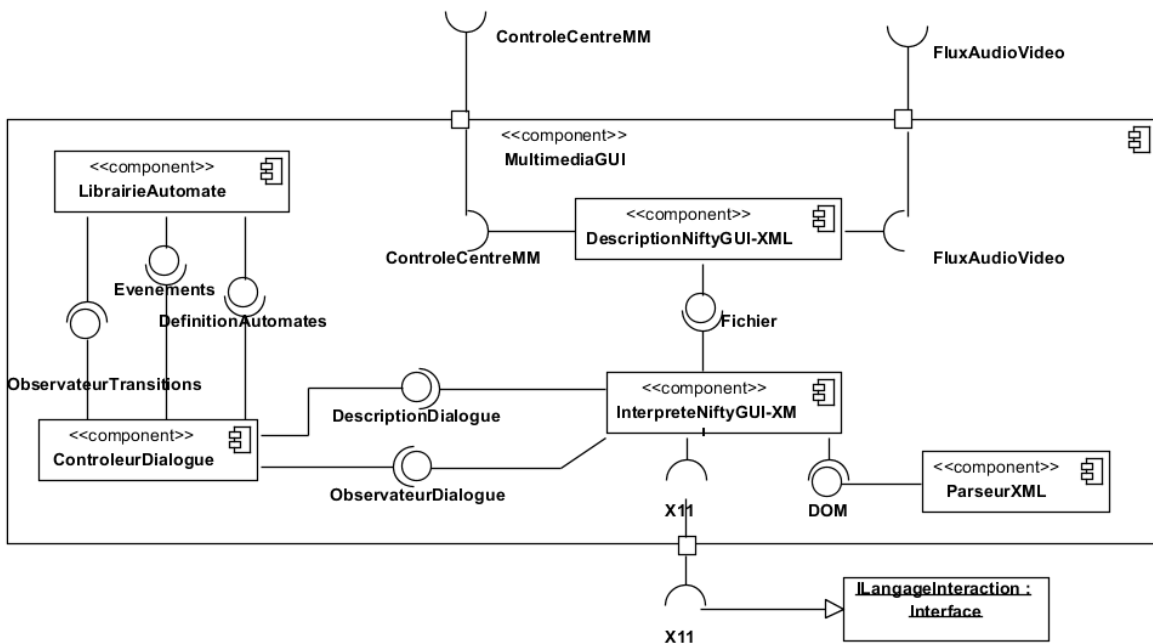 ControleCentreMM
FluxAudioVideo
<<component>>
MultimediaGUI
<<component>>
LibrairieAutomate
<<component>>
DescriptionNiftyGUI-XML
ControleCentreMM
FluxAudioVideo
Evenements
DefinitionAutomates
Fichier
ObservateurTransitions
<<component>>
InterpreteNiftyGUI-XM
DescriptionDialogue
<<component>>
ControleurDialogue
ObservateurDialogue
<<component>>
ParseurXML
X11
DOM
ILangageInteraction :
Interface
X11